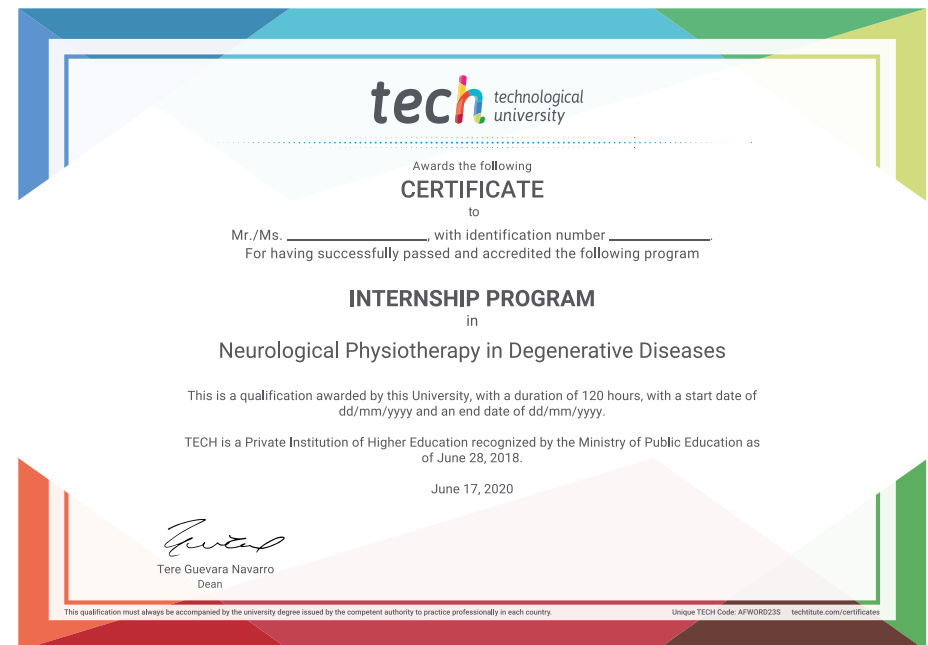 tech technological
university
Awards the following
CERTIFICATE
to
Mr./Ms. ____________________, with identification number ______________.
For having successfully passed and accredited the following program
INTERNSHIP PROGRAM
in
Neurological Physiotherapy in Degenerative Diseases
This is a qualification awarded by this University, with a duration of 120 hours, with a start date of
dd/mm/yyyy and an end date of dd/mm/yyyy.
TECH is a Private Institution of Higher Education recognized by the Ministry of Public Education as
of June 28, 2018.
June 17, 2020
Tere Guevara Navarro
Dean
This qualification must always be accompanied by the university degree issued by the competent authority to practice professionally in each country.
Unique TECH Code: AFWORD23S techtitute.com/certificates